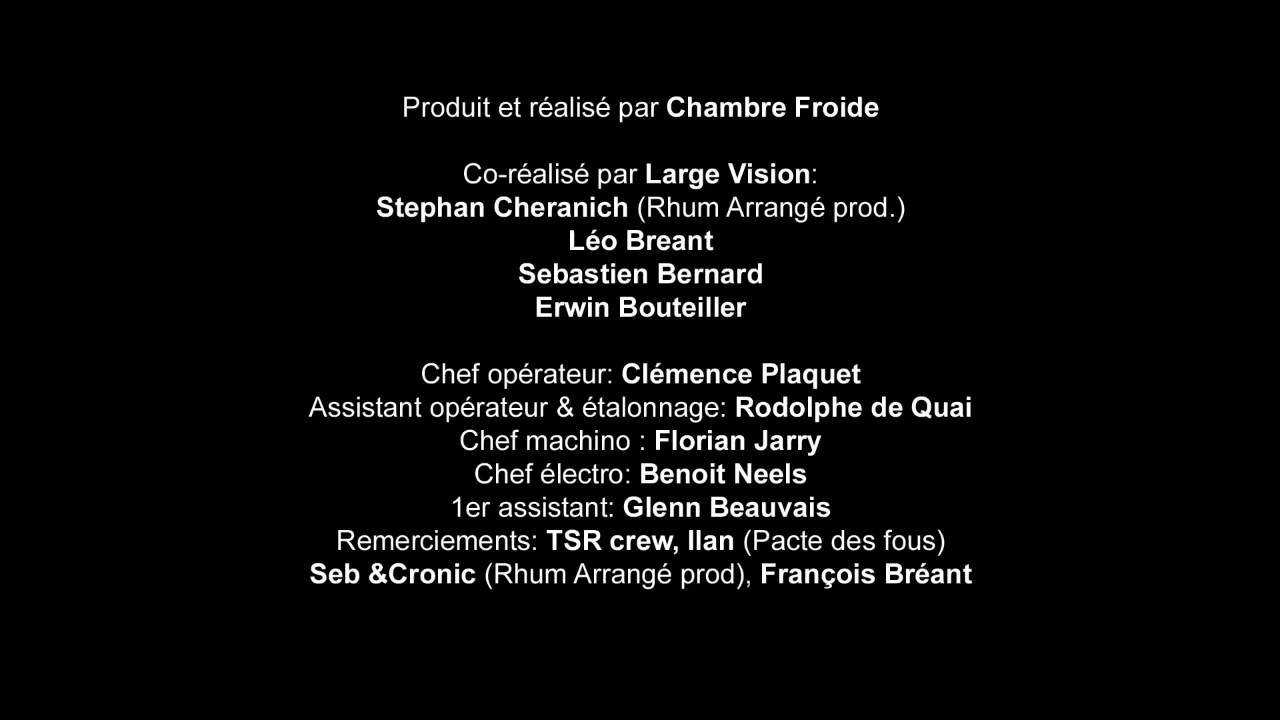 Produit et réalisé par Chambre Froide
Co-réalisé par Large Vision:
Stephan Cheranich (Rhum Arrangé prod.)
Léo Breant
Sebastien Bernard
Erwin Bouteiller
Chef opérateur: Clémence Plaquet
Assistant opérateur & étalonnage: Rodolphe de Quai
Chef machino : Florian Jarry
Chef électro: Benoit Neels
1er assistant: Glenn Beauvais
Remerciements: TSR crew, Ilan (Pacte des fous)
Seb &Cronic (Rhum Arrangé prod), François Bréant